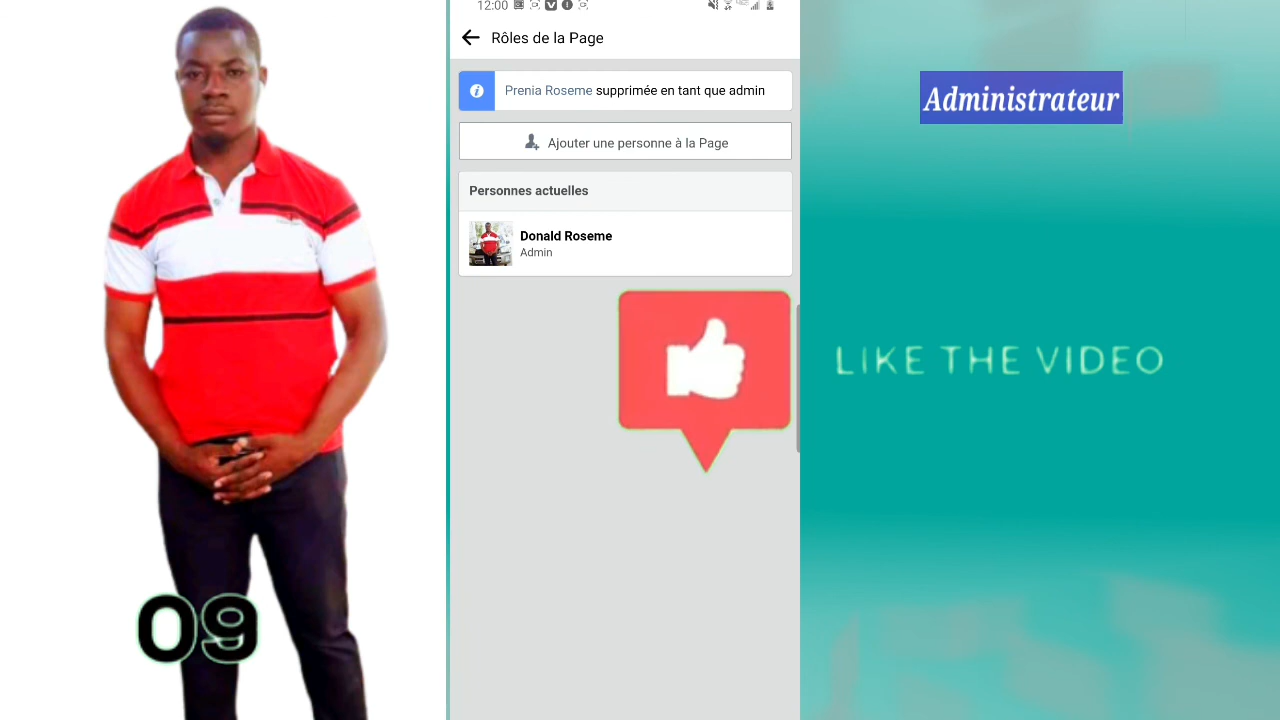 12:00
Rôles de la Page
Prenia Roseme supprimée en tant que admin
Ajouter une personne à la Page
Personnes actuelles
Donald Roseme
Admin
09
Administrateur
LIKE THE VIDEO